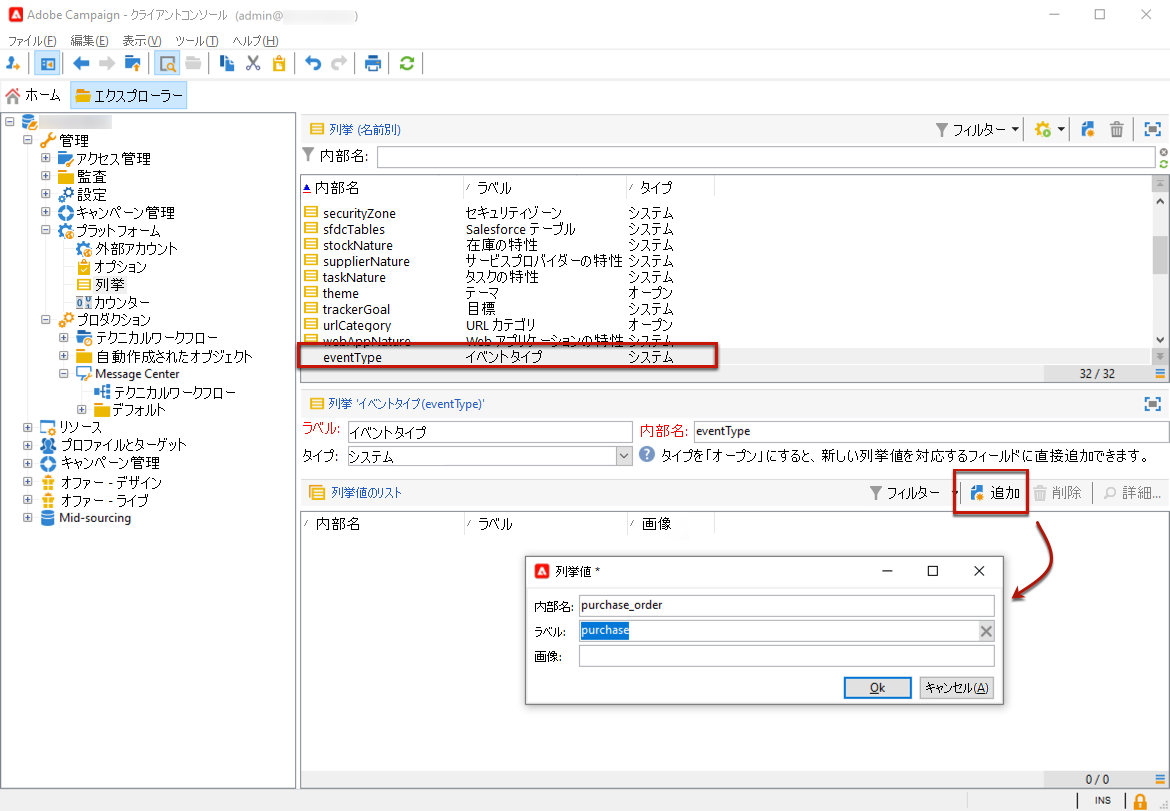 Adobe Campaign - クライアントコンソール (admin@ )
ファイル(F) 編集(E) 表示(V) ツール(T) ヘルプ(H)
ホーム エクスプローラー
管理
アクセス管理
監査
設定
キャンペーン管理
プラットフォーム
外部アカウント
オプション
列挙
カウンター
プロダクション
テクニカルワークフロー
自動作成されたオブジェクト
Message Center
テクニカルワークフロー
デフォルト
リソース
プロファイルとターゲット
キャンペーン管理
オファー - デザイン
オファー - ライブ
Mid-sourcing
列挙 (名前別) フィルター
内部名:
内部名 ラベル タイプ
securityZone セキュリティゾーン システム
sfdcTables Salesforce テーブル システム
stockNature 在庫の特性 システム
supplierNature サービスプロバイダーの特性 システム
taskNature タスクの特性 システム
theme テーマ オープン
trackerGoal 目標 システム
urlCategory URL カテゴリ オープン
webAppNature Web アプリケーションの特性 システム
eventType イベントタイプ システム
32 / 32
列挙 'イベントタイプ(eventType)'
ラベル: イベントタイプ 内部名: eventType
タイプ: システム タイプを「オープン」にすると、新しい列挙値を対応するフィールドに直接追加できます。
列挙値のリスト フィルター 追加 削除 詳細...
内部名 ラベル 画像
列挙値 *
内部名: purchase_order
ラベル: purchase
画像:
Ok キャンセル(A)
0 / 0
INS